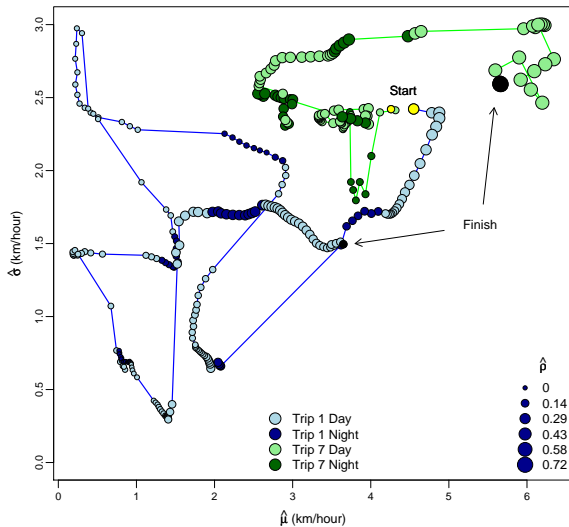 3.0
2.5
2.0
1.5
1.0
0.5
0.0
σ̂ (km/hour)
Start
Finish
ρ̂
0
0.14
0.29
0.43
0.58
0.72
Trip 1 Day
Trip 1 Night
Trip 7 Day
Trip 7 Night
0 1 2 3 4 5 6
μ̂ (km/hour)